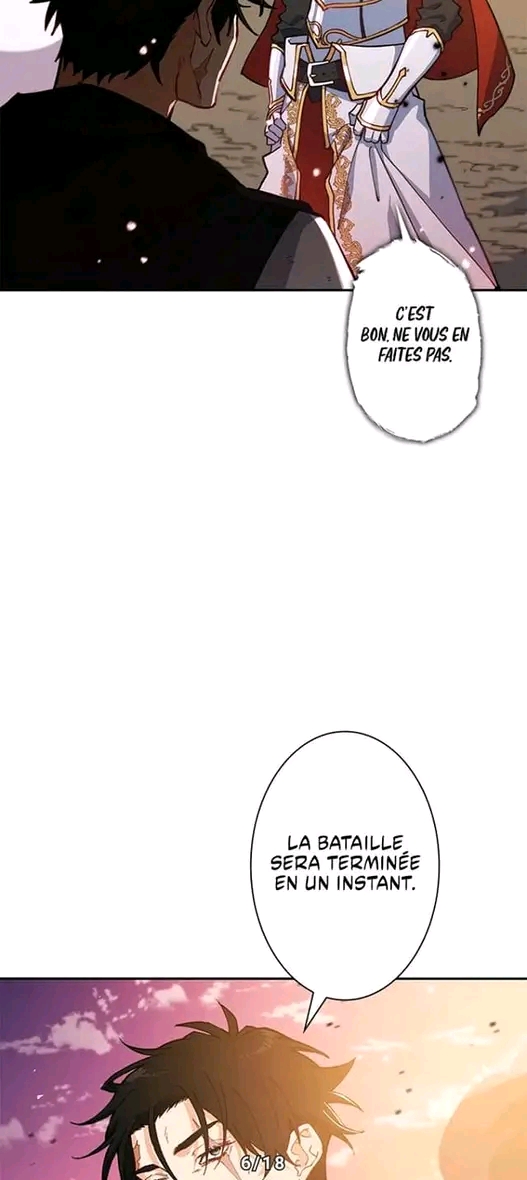 C'EST
BON. NE VOUS EN
FAITES PAS.
LA BATAILLE
SERA TERMINÉE
EN UN INSTANT.
6/18